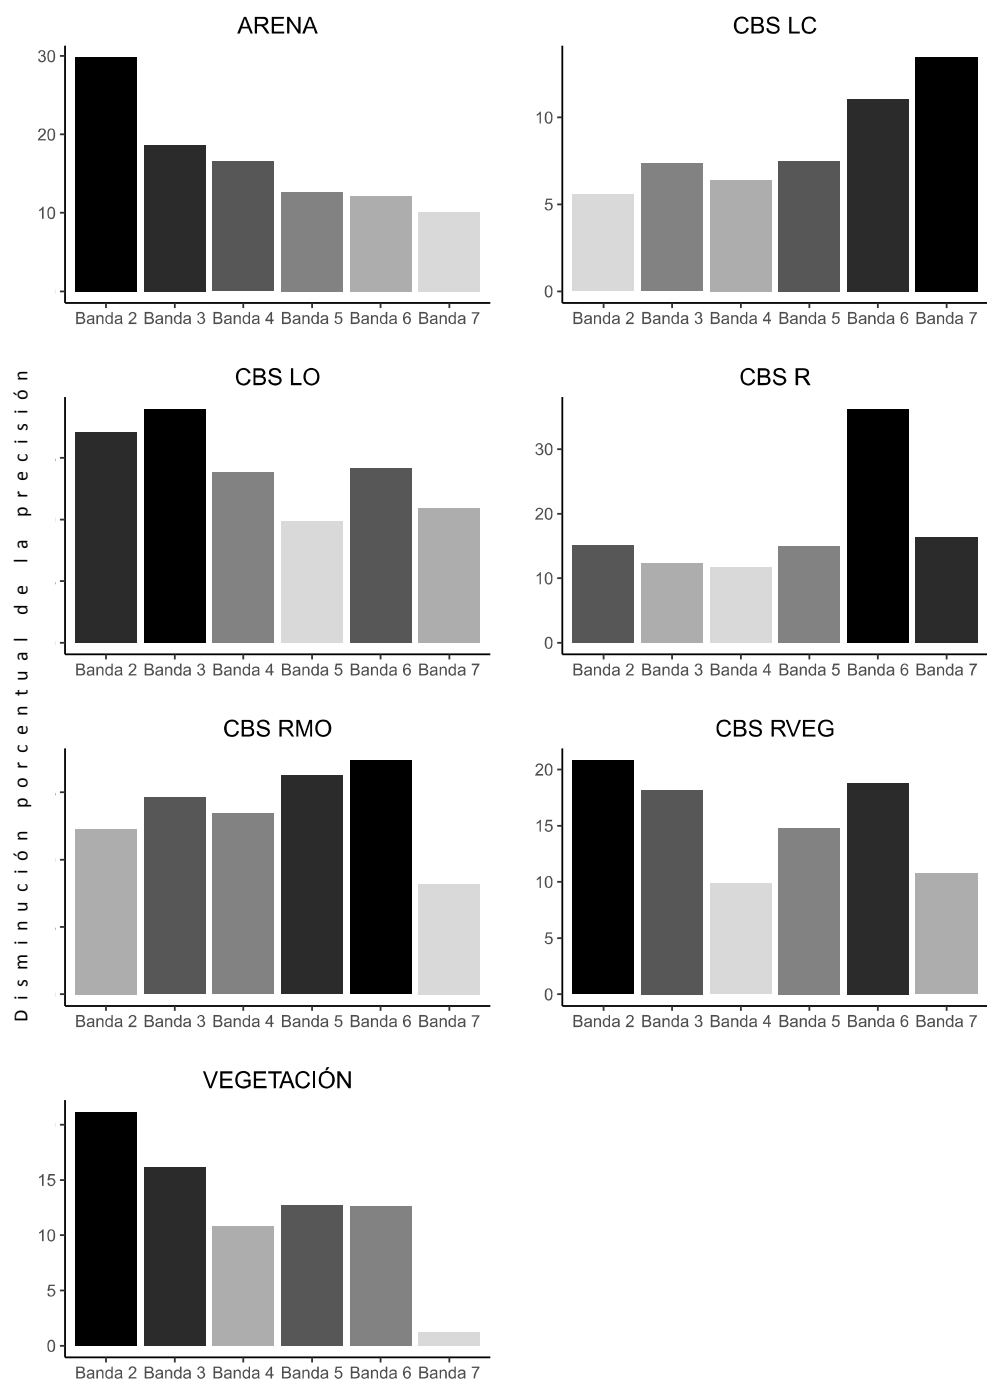 Disminución porcentual de la precisión
ARENA
30
20
10
Banda 2 Banda 3 Banda 4 Banda 5 Banda 6 Banda 7
CBS LC
10
5
0
Banda 2 Banda 3 Banda 4 Banda 5 Banda 6 Banda 7
CBS LO
Banda 2 Banda 3 Banda 4 Banda 5 Banda 6 Banda 7
CBS R
30
20
10
0
Banda 2 Banda 3 Banda 4 Banda 5 Banda 6 Banda 7
CBS RMO
Banda 2 Banda 3 Banda 4 Banda 5 Banda 6 Banda 7
CBS RVEG
20
15
10
5
0
Banda 2 Banda 3 Banda 4 Banda 5 Banda 6 Banda 7
VEGETACIÓN
15
10
5
0
Banda 2 Banda 3 Banda 4 Banda 5 Banda 6 Banda 7